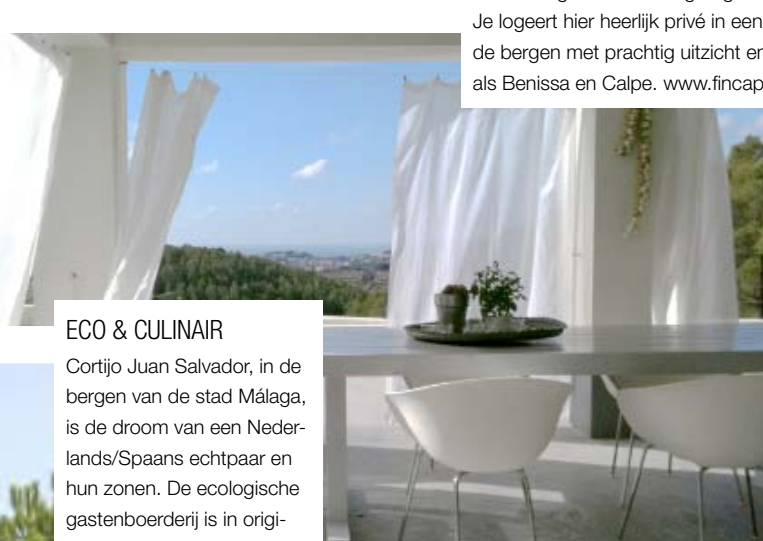 Je logeert hier heerlijk privé in een
de bergen met prachtig uitzicht en
als Benissa en Calpe. www.fincap
ECO & CULINAIR
Cortijo Juan Salvador, in de
bergen van de stad Málaga,
is de droom van een Neder-
lands/Spaans echtpaar en
hun zonen. De ecologische
gastenboerderij is in origi-